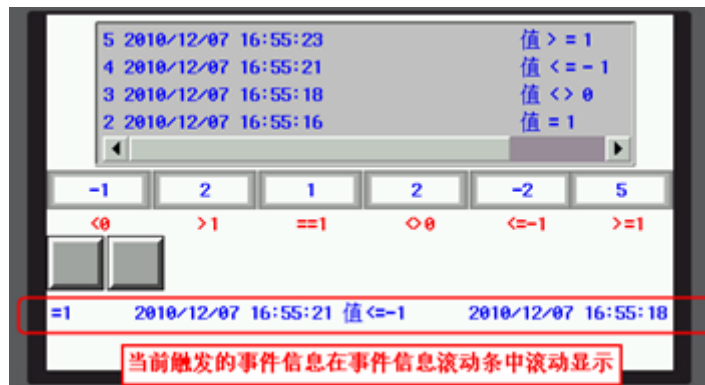 5 2010/12/07 16:55:23 值 > = 1
4 2010/12/07 16:55:21 值 < = - 1
3 2010/12/07 16:55:18 值 <> 0
2 2010/12/07 16:55:16 值 = 1
-1 2 1 2 -2 5
<0 >1 ==1 <>0 <=-1 >=1
=1 2010/12/07 16:55:21 值 <=-1 2010/12/07 16:55:18
当前触发的事件信息在事件信息滚动条中滚动显示